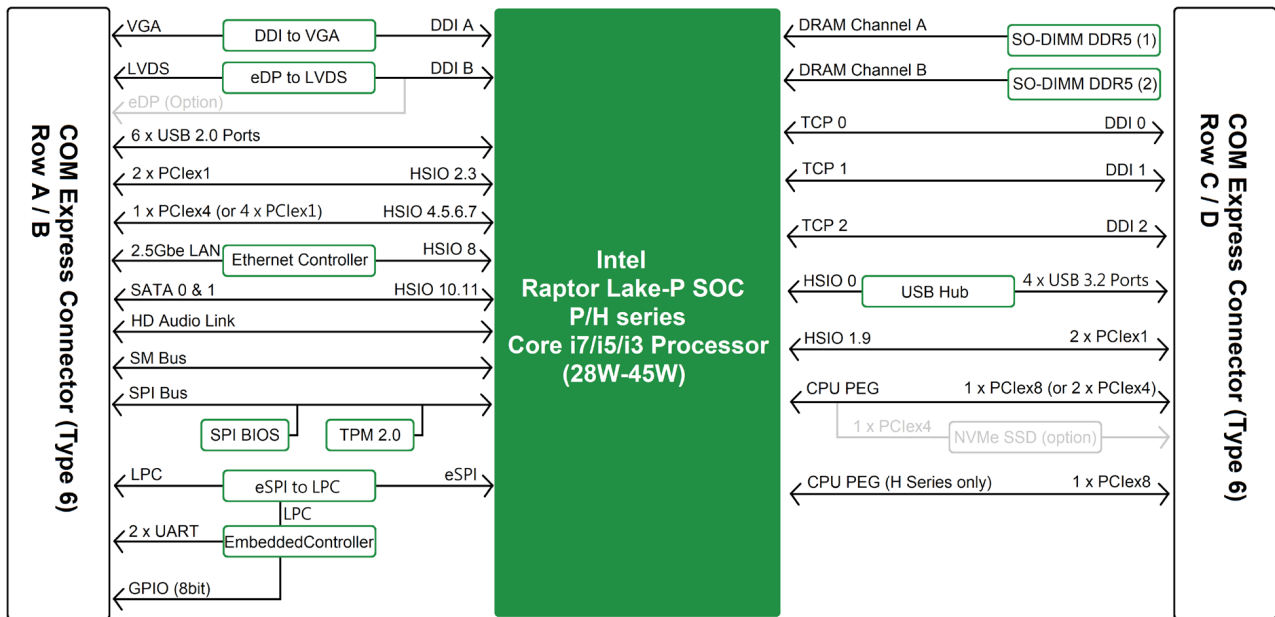 COM Express Connector (Type 6)
Row A / B
VGA
DDI to VGA
DDI A
LVDS
eDP to LVDS
DDI B
eDP (Option)
6 x USB 2.0 Ports
2 x PCIex1
HSIO 2.3
1 x PCIex4 (or 4 x PCIex1)
HSIO 4.5.6.7
2.5Gbe LAN
Ethernet Controller
HSIO 8
SATA 0 & 1
HSIO 10.11
HD Audio Link
SM Bus
SPI Bus
SPI BIOS
TPM 2.0
LPC
eSPI to LPC
eSPI
LPC
2 x UART
EmbeddedController
GPIO (8bit)
Intel
Raptor Lake-P SOC
P/H series
Core i7/i5/i3 Processor
(28W-45W)
DRAM Channel A
SO-DIMM DDR5 (1)
DRAM Channel B
SO-DIMM DDR5 (2)
TCP 0
DDI 0
TCP 1
DDI 1
TCP 2
DDI 2
HSIO 0
USB Hub
4 x USB 3.2 Ports
HSIO 1.9
2 x PCIex1
CPU PEG
1 x PCIex8 (or 2 x PCIex4)
1 x PCIex4
NVMe SSD (option)
CPU PEG (H Series only)
1 x PCIex8
COM Express Connector (Type 6)
Row C / D